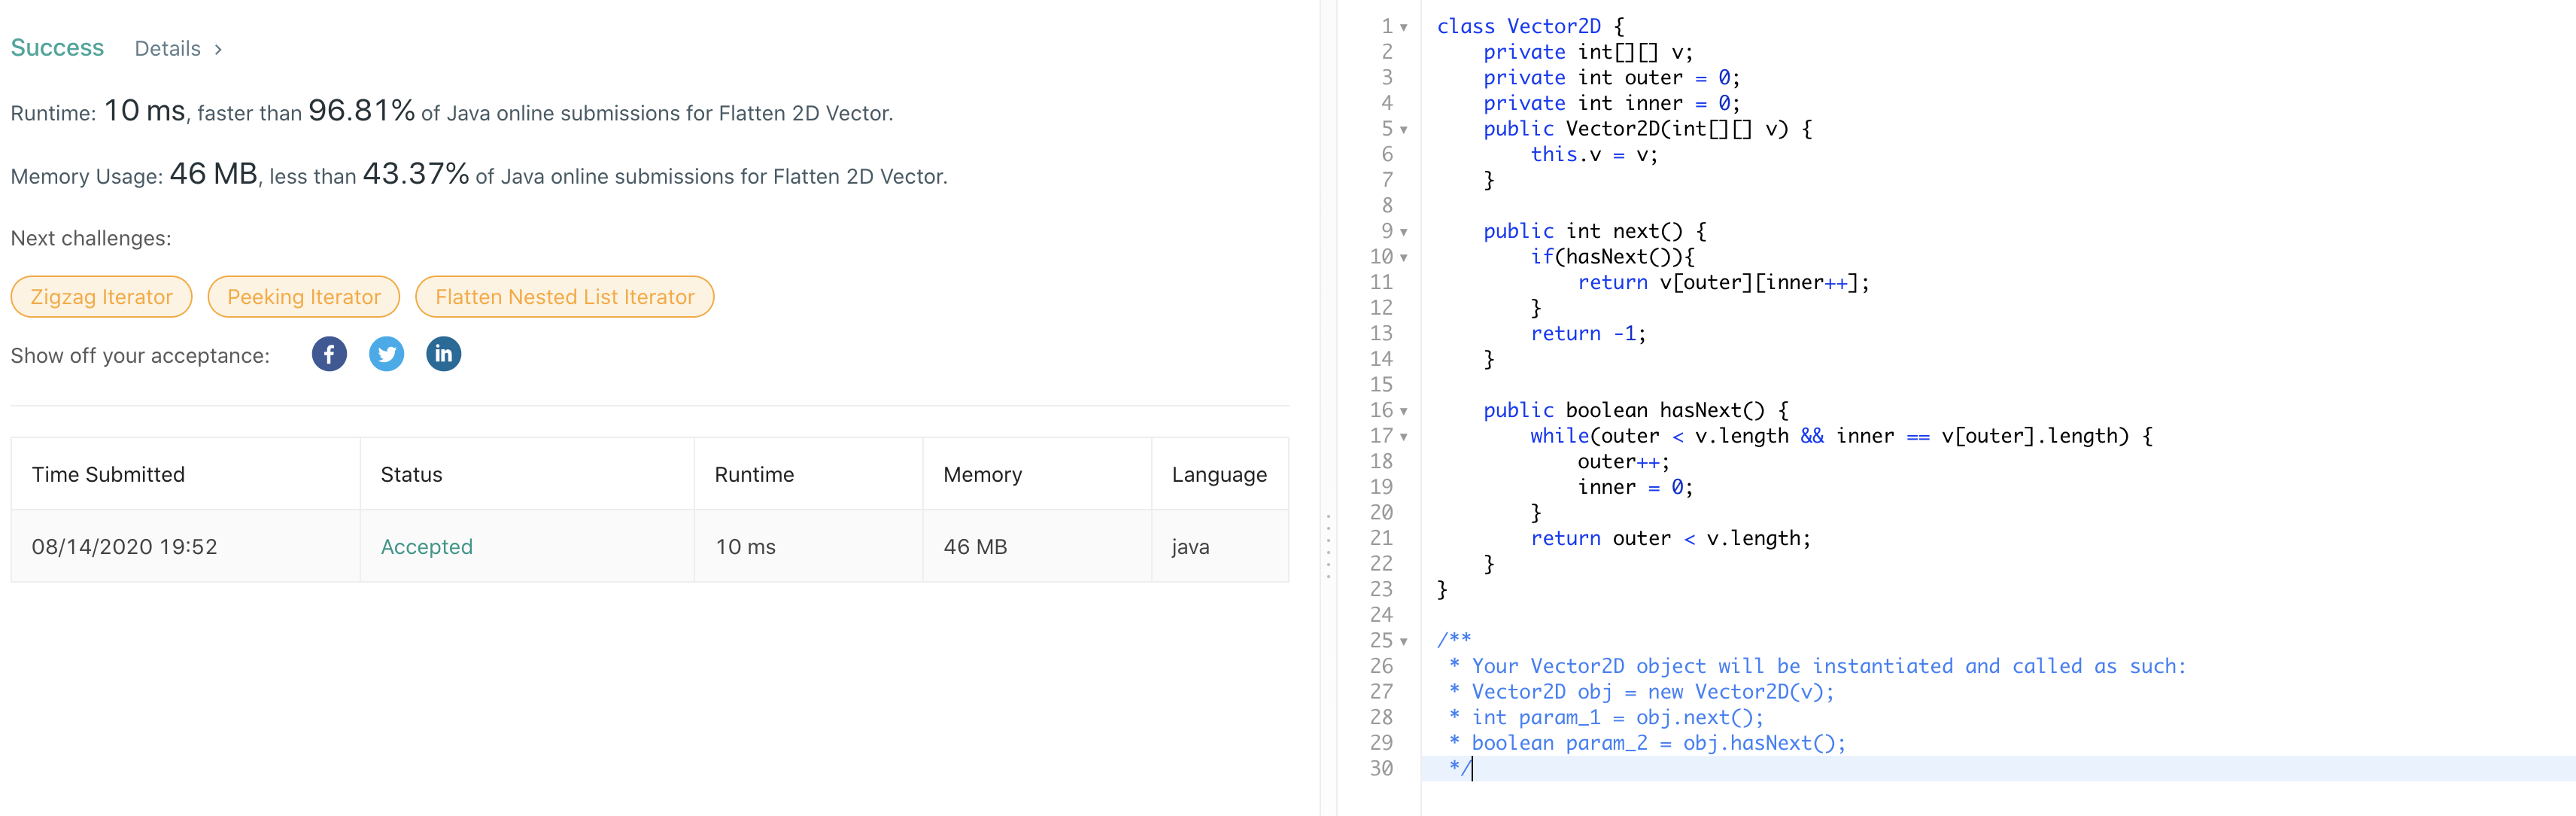 Success Details >
Runtime: 10 ms, faster than 96.81% of Java online submissions for Flatten 2D Vector.
Memory Usage: 46 MB, less than 43.37% of Java online submissions for Flatten 2D Vector.
Next challenges:
Zigzag Iterator Peeking Iterator Flatten Nested List Iterator
Show off your acceptance: f in
Time Submitted Status Runtime Memory Language
08/14/2020 19:52 Accepted 10 ms 46 MB java
1 class Vector2D {
2     private int[][] v;
3     private int outer = 0;
4     private int inner = 0;
5     public Vector2D(int[][] v) {
6         this.v = v;
7     }
8
9     public int next() {
10         if(hasNext()){
11             return v[outer][inner++];
12         }
13         return -1;
14     }
15
16     public boolean hasNext() {
17         while(outer < v.length && inner == v[outer].length) {
18             outer++;
19             inner = 0;
20         }
21         return outer < v.length;
22     }
23 }
24
25 /**
26  * Your Vector2D object will be instantiated and called as such:
27  * Vector2D obj = new Vector2D(v);
28  * int param_1 = obj.next();
29  * boolean param_2 = obj.hasNext();
30  */